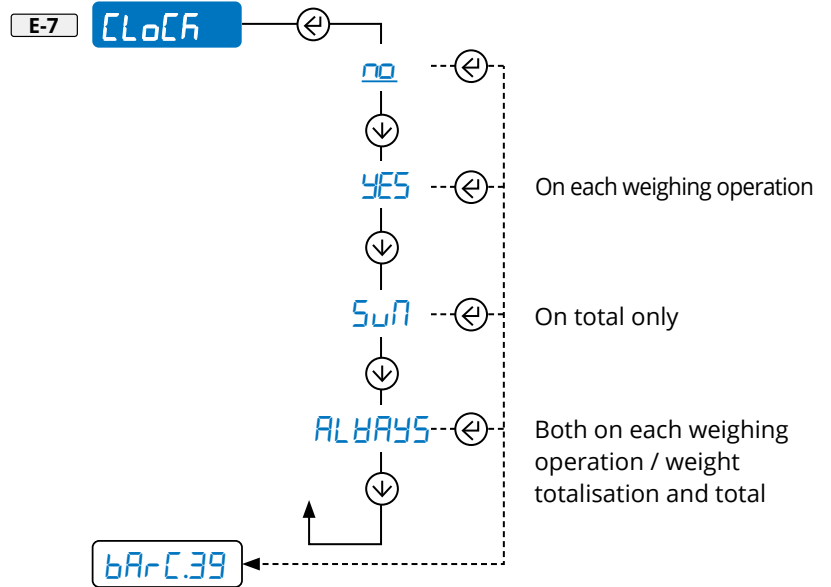 E-7 CLoCK
no
YES On each weighing operation
SuM On total only
ALWAYS Both on each weighing
operation / weight
totalisation and total
bArC.39